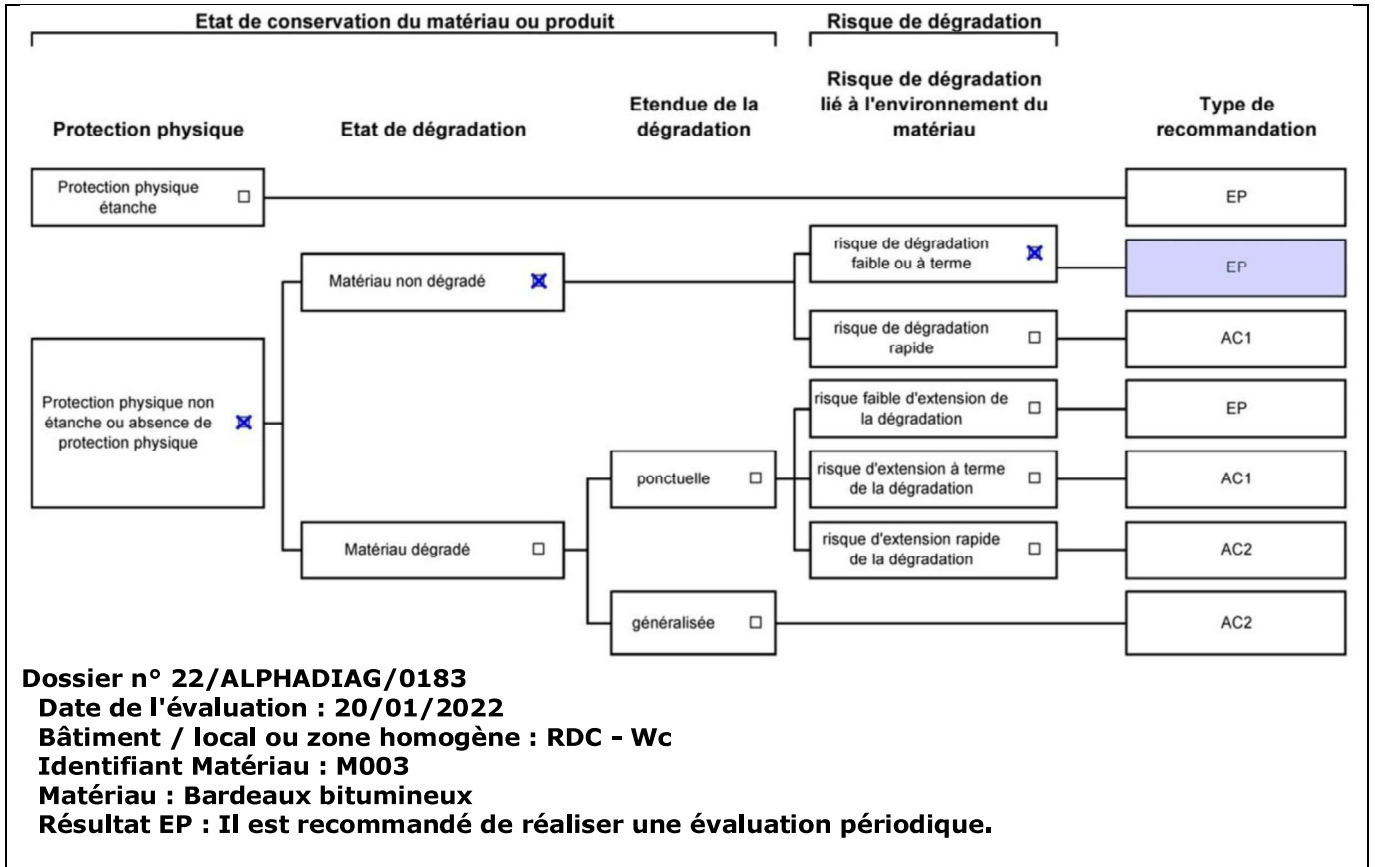 Etat de conservation du matériau ou produit
Risque de dégradation
Protection physique
Etat de dégradation
Etendue de la
dégradation
Risque de dégradation
lié à l'environnement du
matériau
Type de
recommandation
Protection physique
étanche
EP
Protection physique non
étanche ou absence de
protection physique
Matériau non dégradé
risque de dégradation
faible ou à terme
EP
risque de dégradation
rapide
AC1
Matériau dégradé
ponctuelle
risque faible d'extension de
la dégradation
EP
risque d'extension à terme
de la dégradation
AC1
risque d'extension rapide
de la dégradation
AC2
généralisée
AC2
Dossier n° 22/ALPHADIAG/0183
Date de l'évaluation : 20/01/2022
Bâtiment / local ou zone homogène : RDC - Wc
Identifiant Matériau : M003
Matériau : Bardeaux bitumineux
Résultat EP : Il est recommandé de réaliser une évaluation périodique.